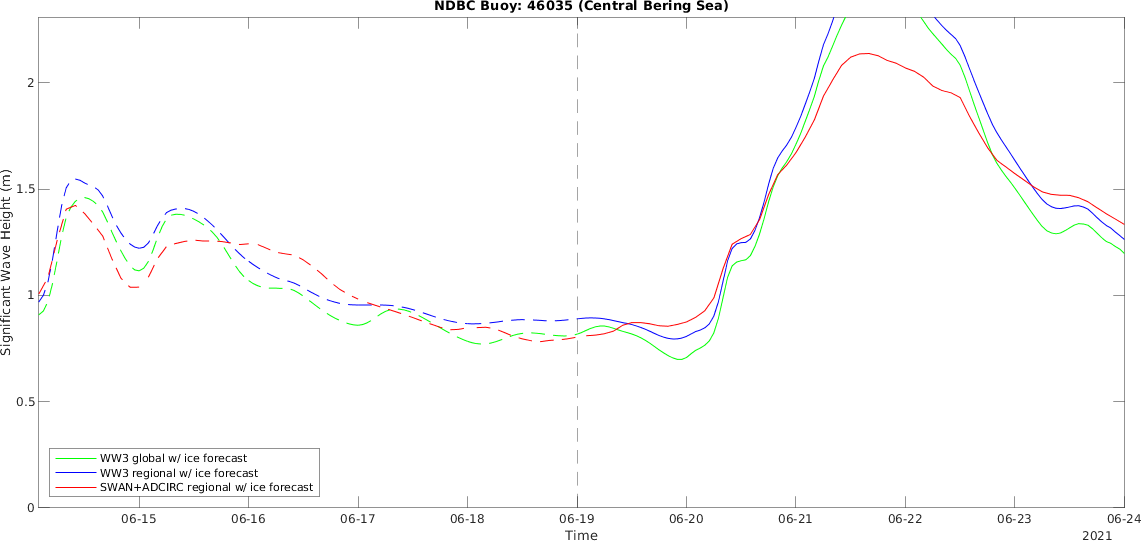 NDBC Buoy: 46035 (Central Bering Sea)
Significant Wave Height (m)
2
1.5
1
0.5
0
WW3 global w/ ice forecast
WW3 regional w/ ice forecast
SWAN+ADCIRC regional w/ ice forecast
06-15 06-16 06-17 06-18 06-19 06-20 06-21 06-22 06-23 06-24
Time
2021